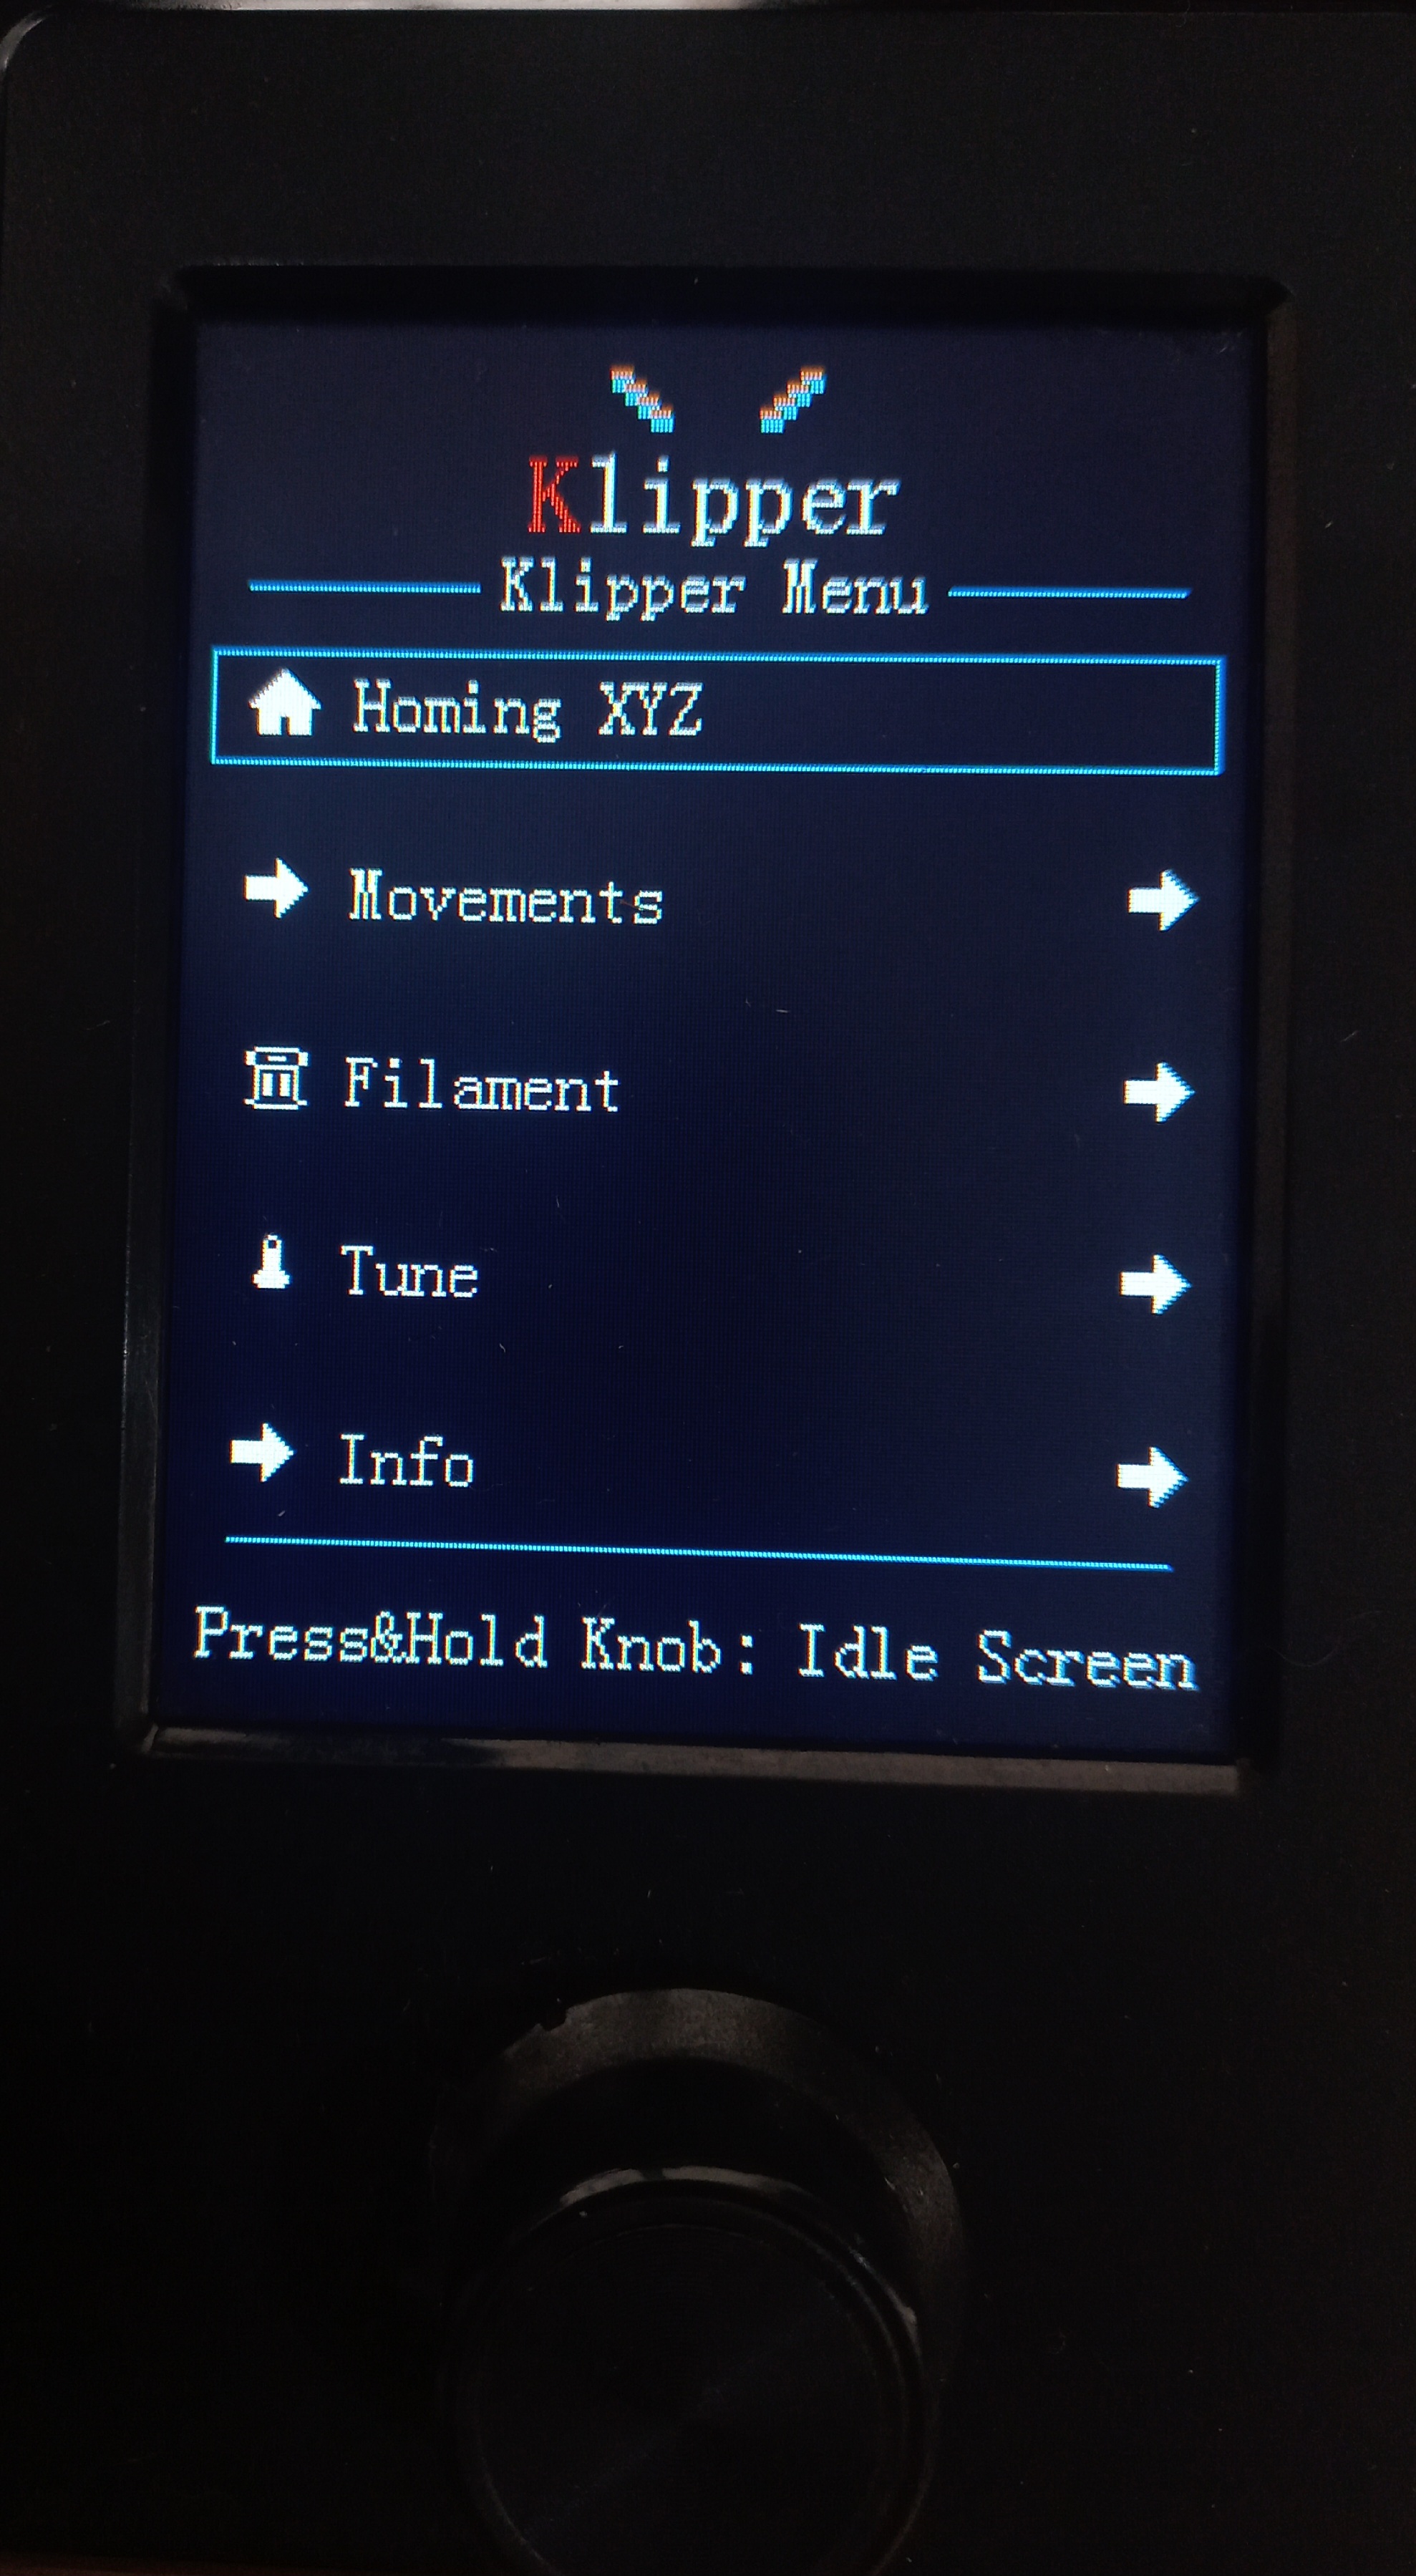 Klipper
Klipper Menu
Homing XYZ
Movements
Filament
Tune
Info
Press&Hold Knob: Idle Screen